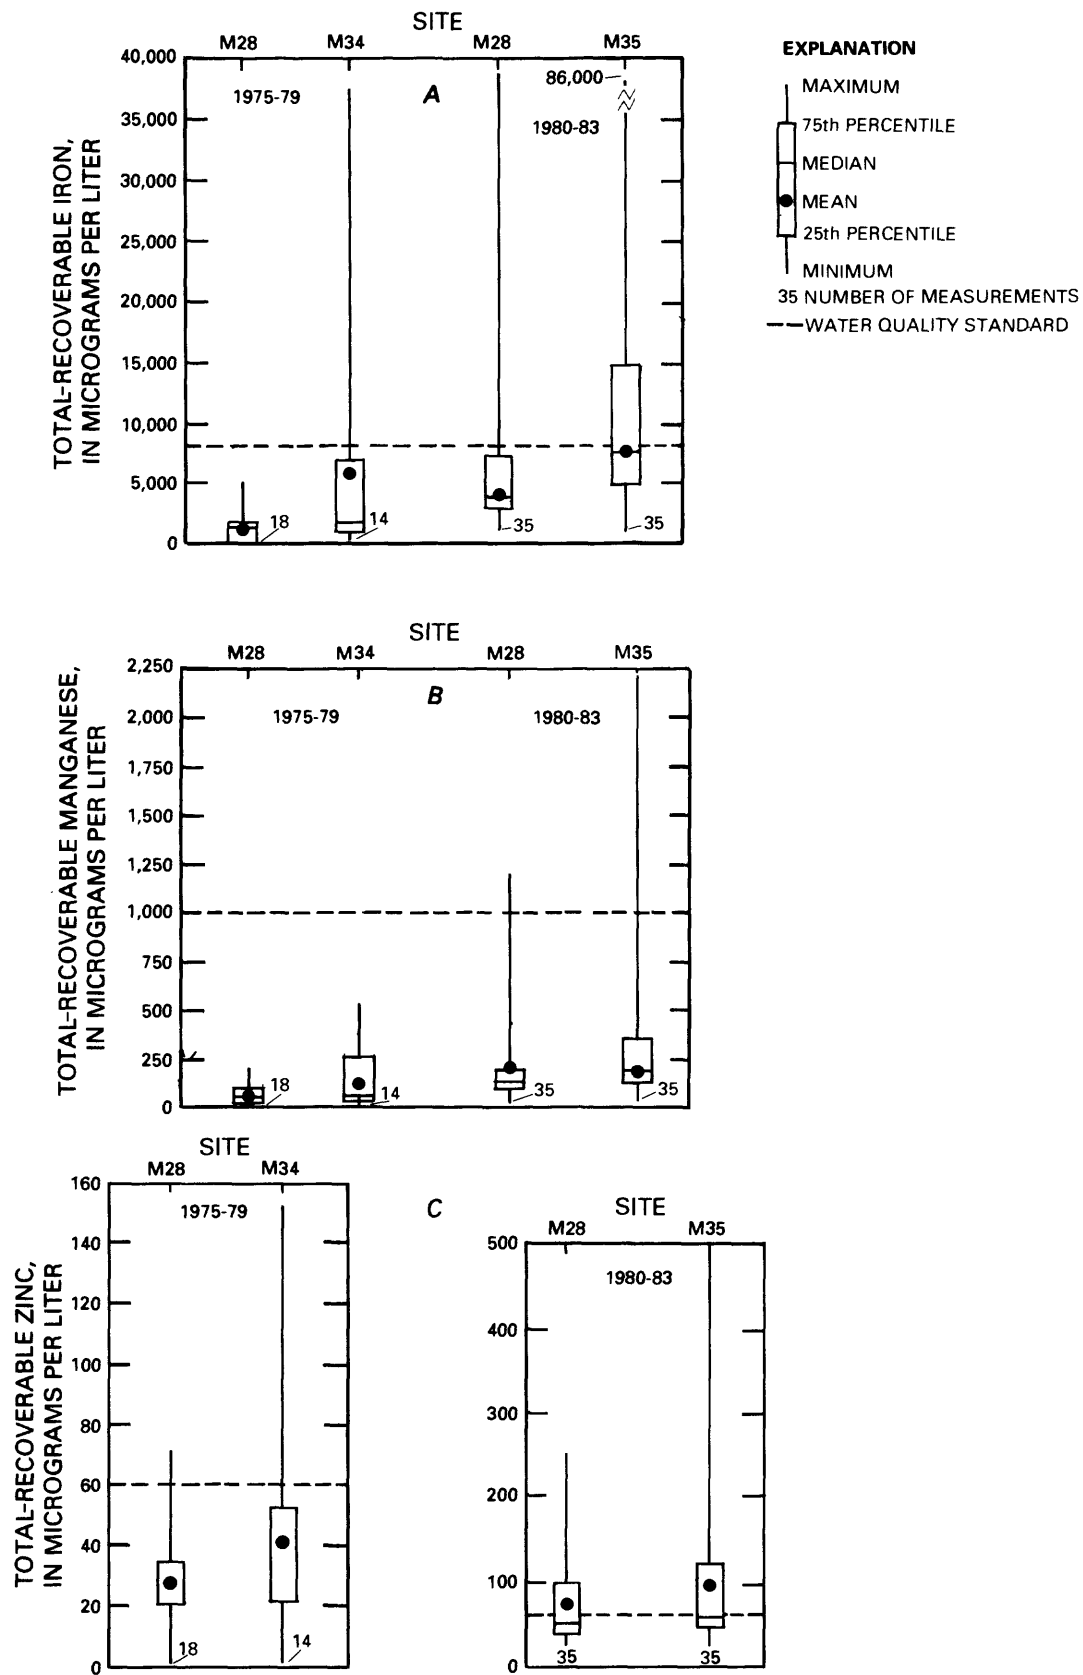 SITE
M28 M34 M28 M35
TOTAL-RECOVERABLE IRON,
IN MICROGRAMS PER LITER
40,000
35,000
30,000
25,000
20,000
15,000
10,000
5,000
0
1975-79
A
86,000
1980-83
18
14
35
35
EXPLANATION
MAXIMUM
75th PERCENTILE
MEDIAN
MEAN
25th PERCENTILE
MINIMUM
35 NUMBER OF MEASUREMENTS
WATER QUALITY STANDARD
SITE
M28 M34 M28 M35
TOTAL-RECOVERABLE MANGANESE,
IN MICROGRAMS PER LITER
2,250
2,000
1,750
1,500
1,250
1,000
750
500
250
0
1975-79
B
1980-83
18
14
35
35
SITE
M28 M34
TOTAL-RECOVERABLE ZINC,
IN MICROGRAMS PER LITER
160
140
120
100
80
60
40
20
0
1975-79
18
14
C
SITE
M28 M35
500
400
300
200
100
0
1980-83
35
35